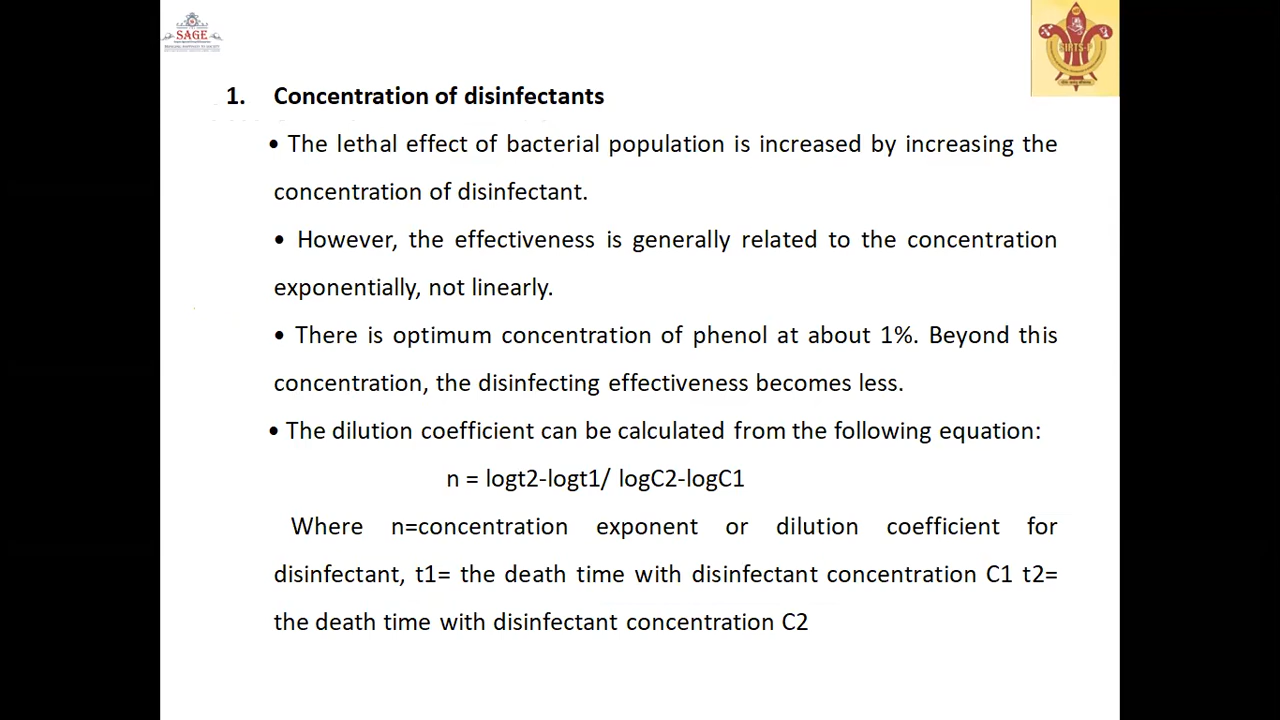 SAGE
SIRTS-P
1. Concentration of disinfectants
• The lethal effect of bacterial population is increased by increasing the
concentration of disinfectant.
• However, the effectiveness is generally related to the concentration
exponentially, not linearly.
• There is optimum concentration of phenol at about 1%. Beyond this
concentration, the disinfecting effectiveness becomes less.
• The dilution coefficient can be calculated from the following equation:
n = logt2-logt1/ logC2-logC1
Where n=concentration exponent or dilution coefficient for
disinfectant, t1= the death time with disinfectant concentration C1 t2=
the death time with disinfectant concentration C2